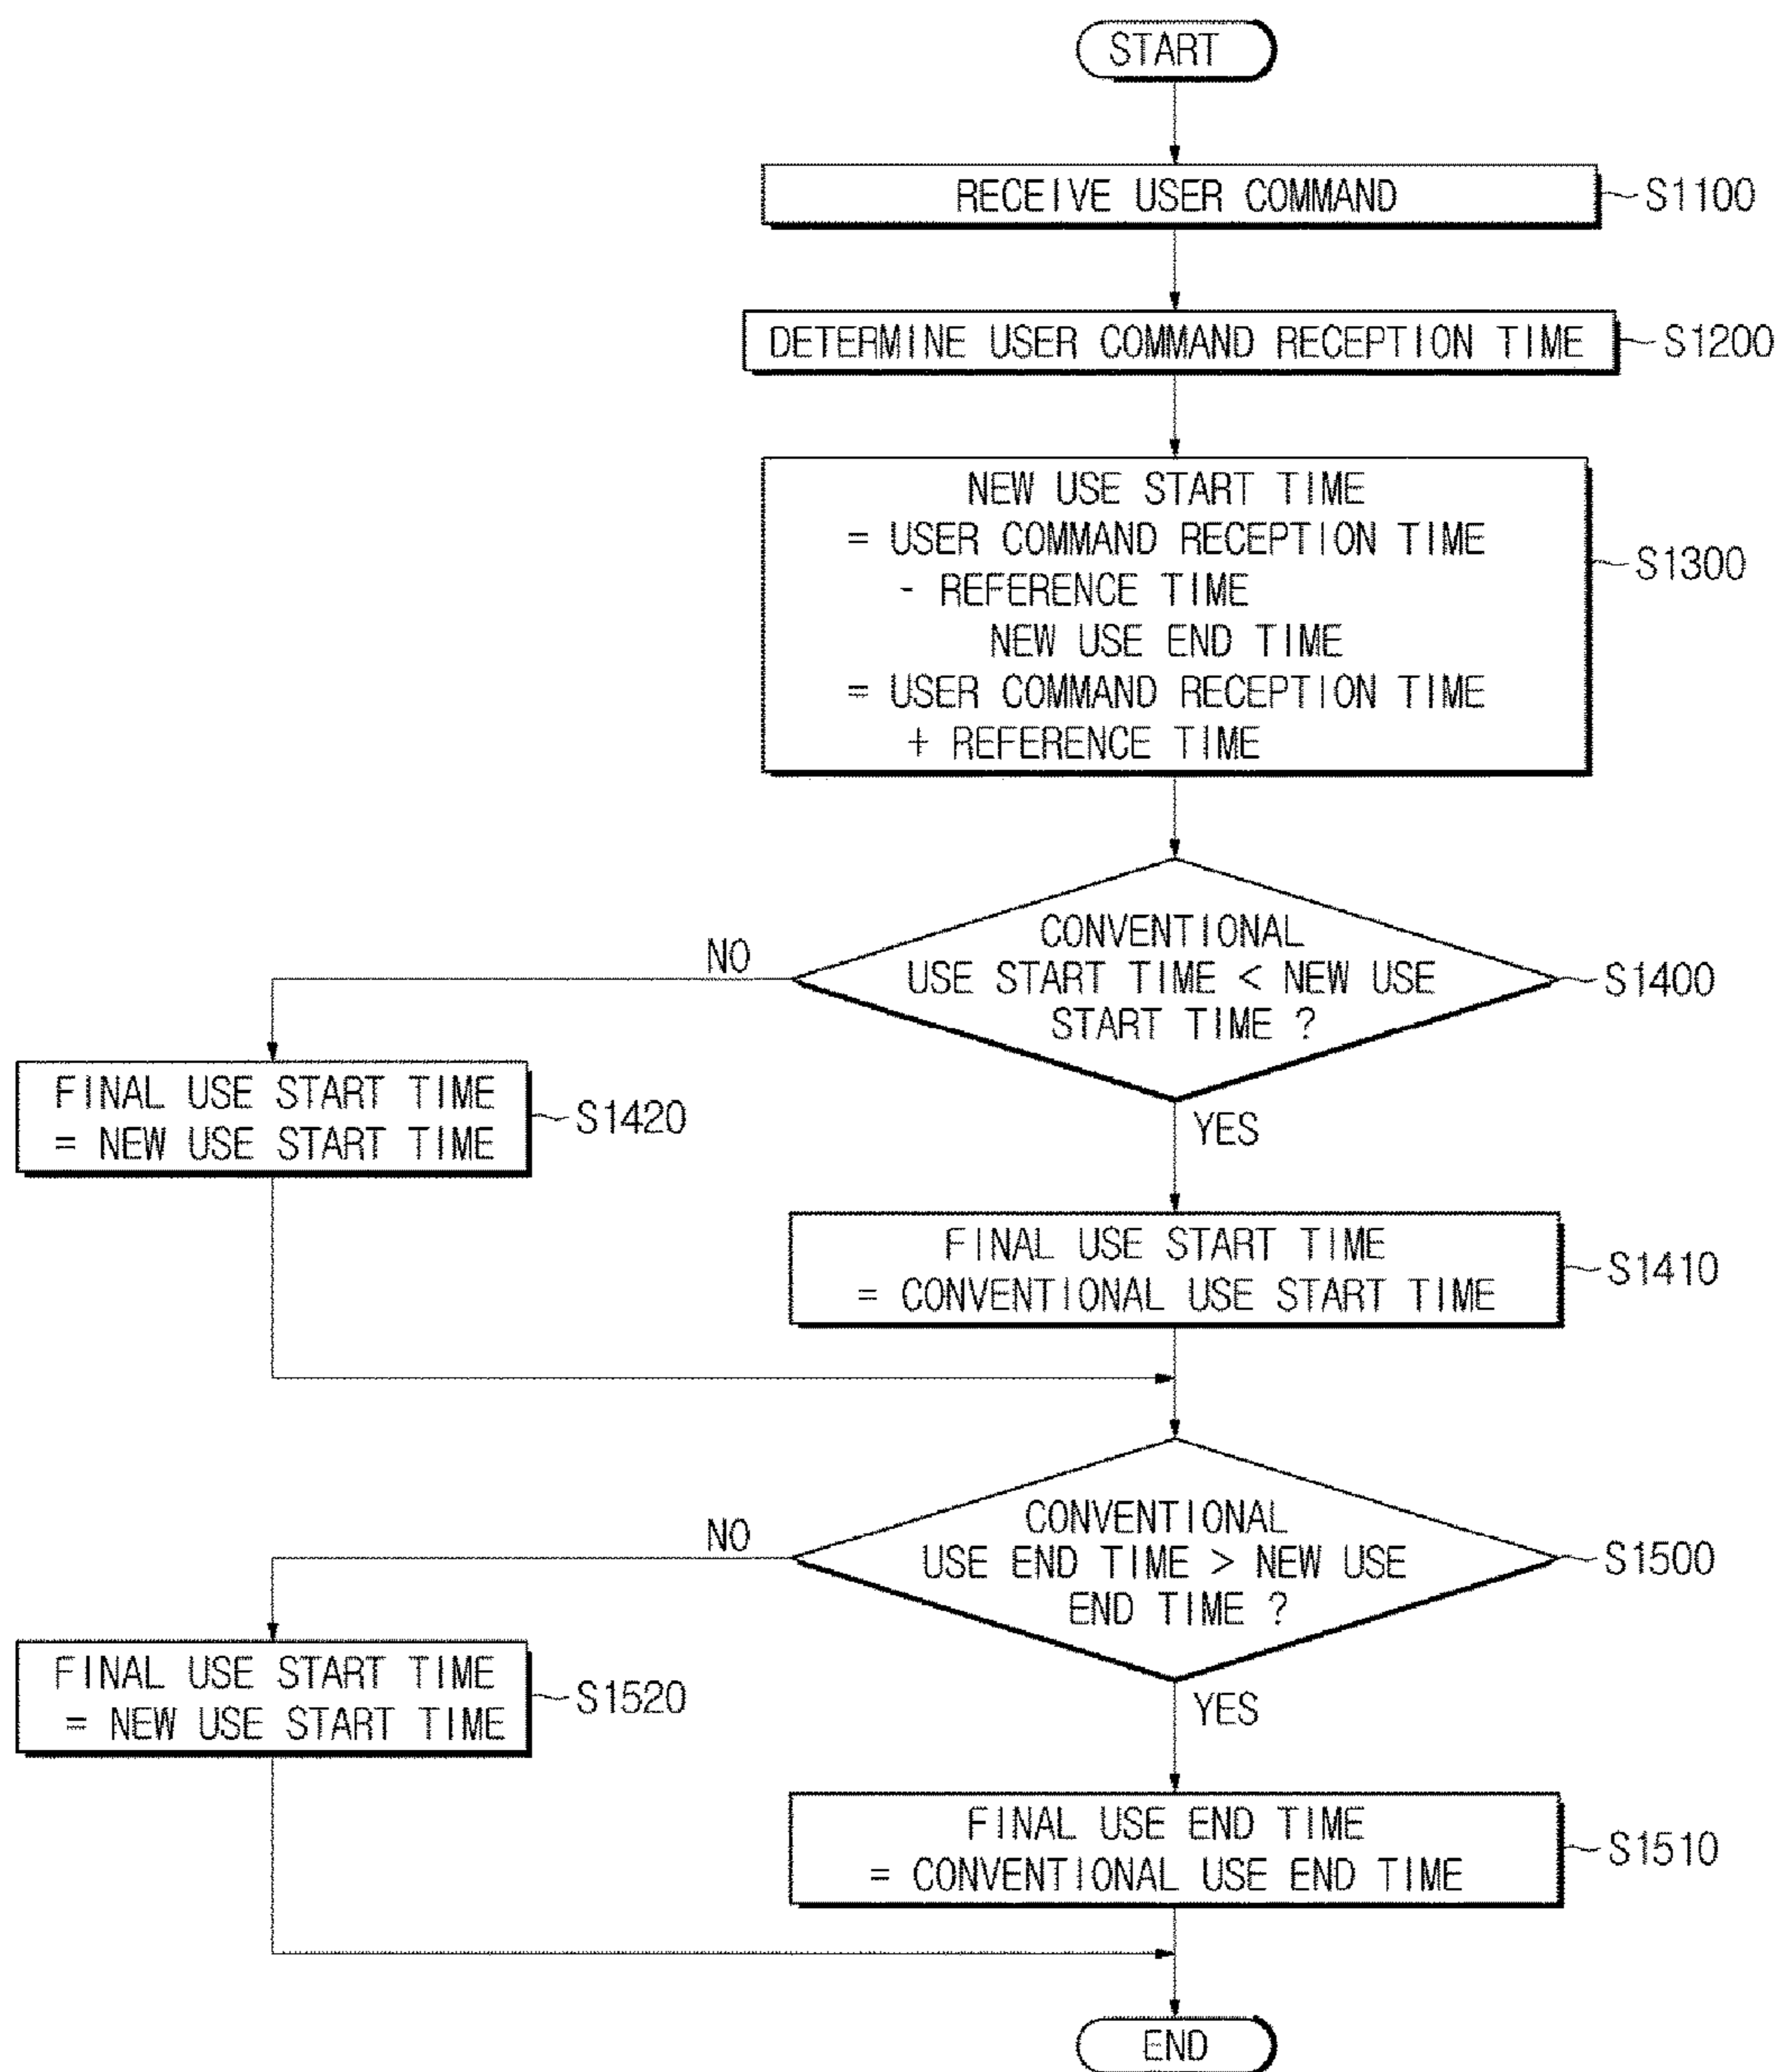 START
RECEIVE USER COMMAND
S1100
DETERMINE USER COMMAND RECEPTION TIME
S1200
NEW USE START TIME
= USER COMMAND RECEPTION TIME
- REFERENCE TIME
NEW USE END TIME
= USER COMMAND RECEPTION TIME
+ REFERENCE TIME
S1300
CONVENTIONAL
USE START TIME < NEW USE
START TIME ?
S1400
NO
YES
FINAL USE START TIME
= NEW USE START TIME
S1420
FINAL USE START TIME
= CONVENTIONAL USE START TIME
S1410
CONVENTIONAL
USE END TIME > NEW USE
END TIME ?
S1500
NO
YES
FINAL USE START TIME
= NEW USE START TIME
S1520
FINAL USE END TIME
= CONVENTIONAL USE END TIME
S1510
END